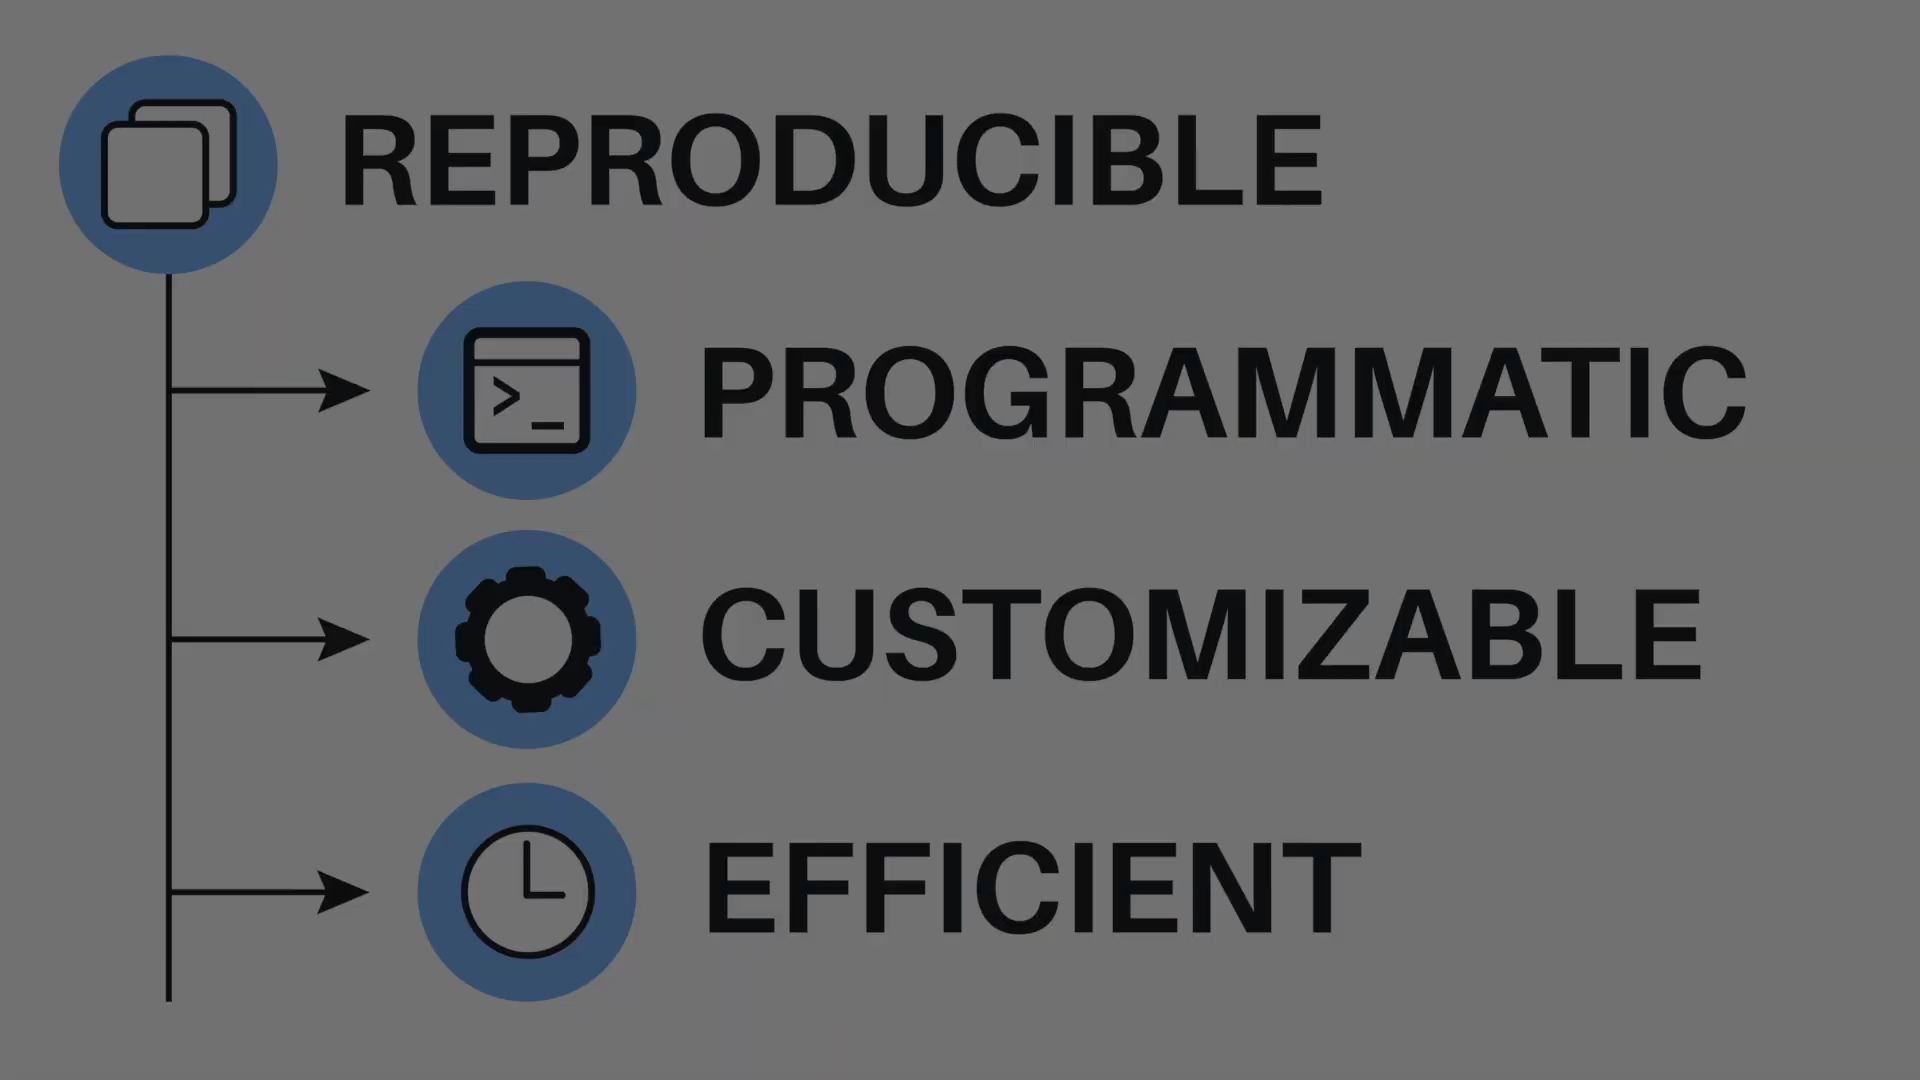 REPRODUCIBLE
PROGRAMMATIC
>_
CUSTOMIZABLE
EFFICIENT